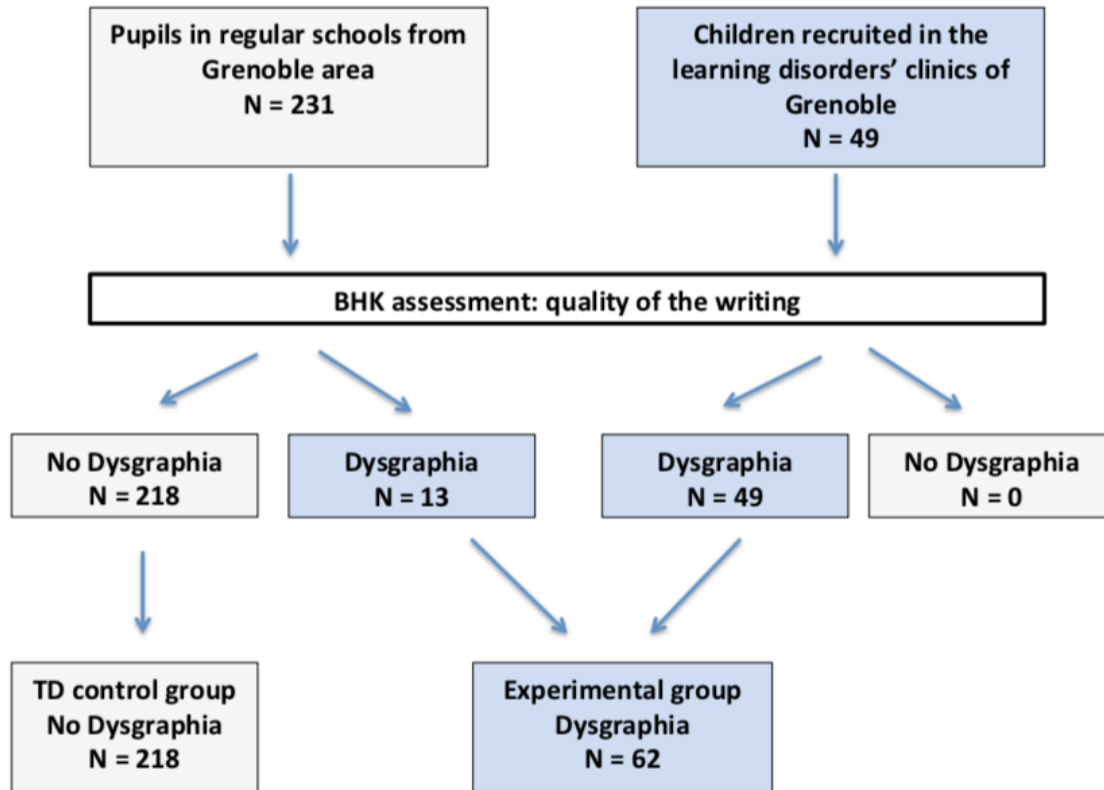 Pupils in regular schools from
Grenoble area
N = 231
Children recruited in the
learning disorders’ clinics of
Grenoble
N = 49
BHK assessment: quality of the writing
No Dysgraphia
N = 218
Dysgraphia
N = 13
Dysgraphia
N = 49
No Dysgraphia
N = 0
TD control group
No Dysgraphia
N = 218
Experimental group
Dysgraphia
N = 62